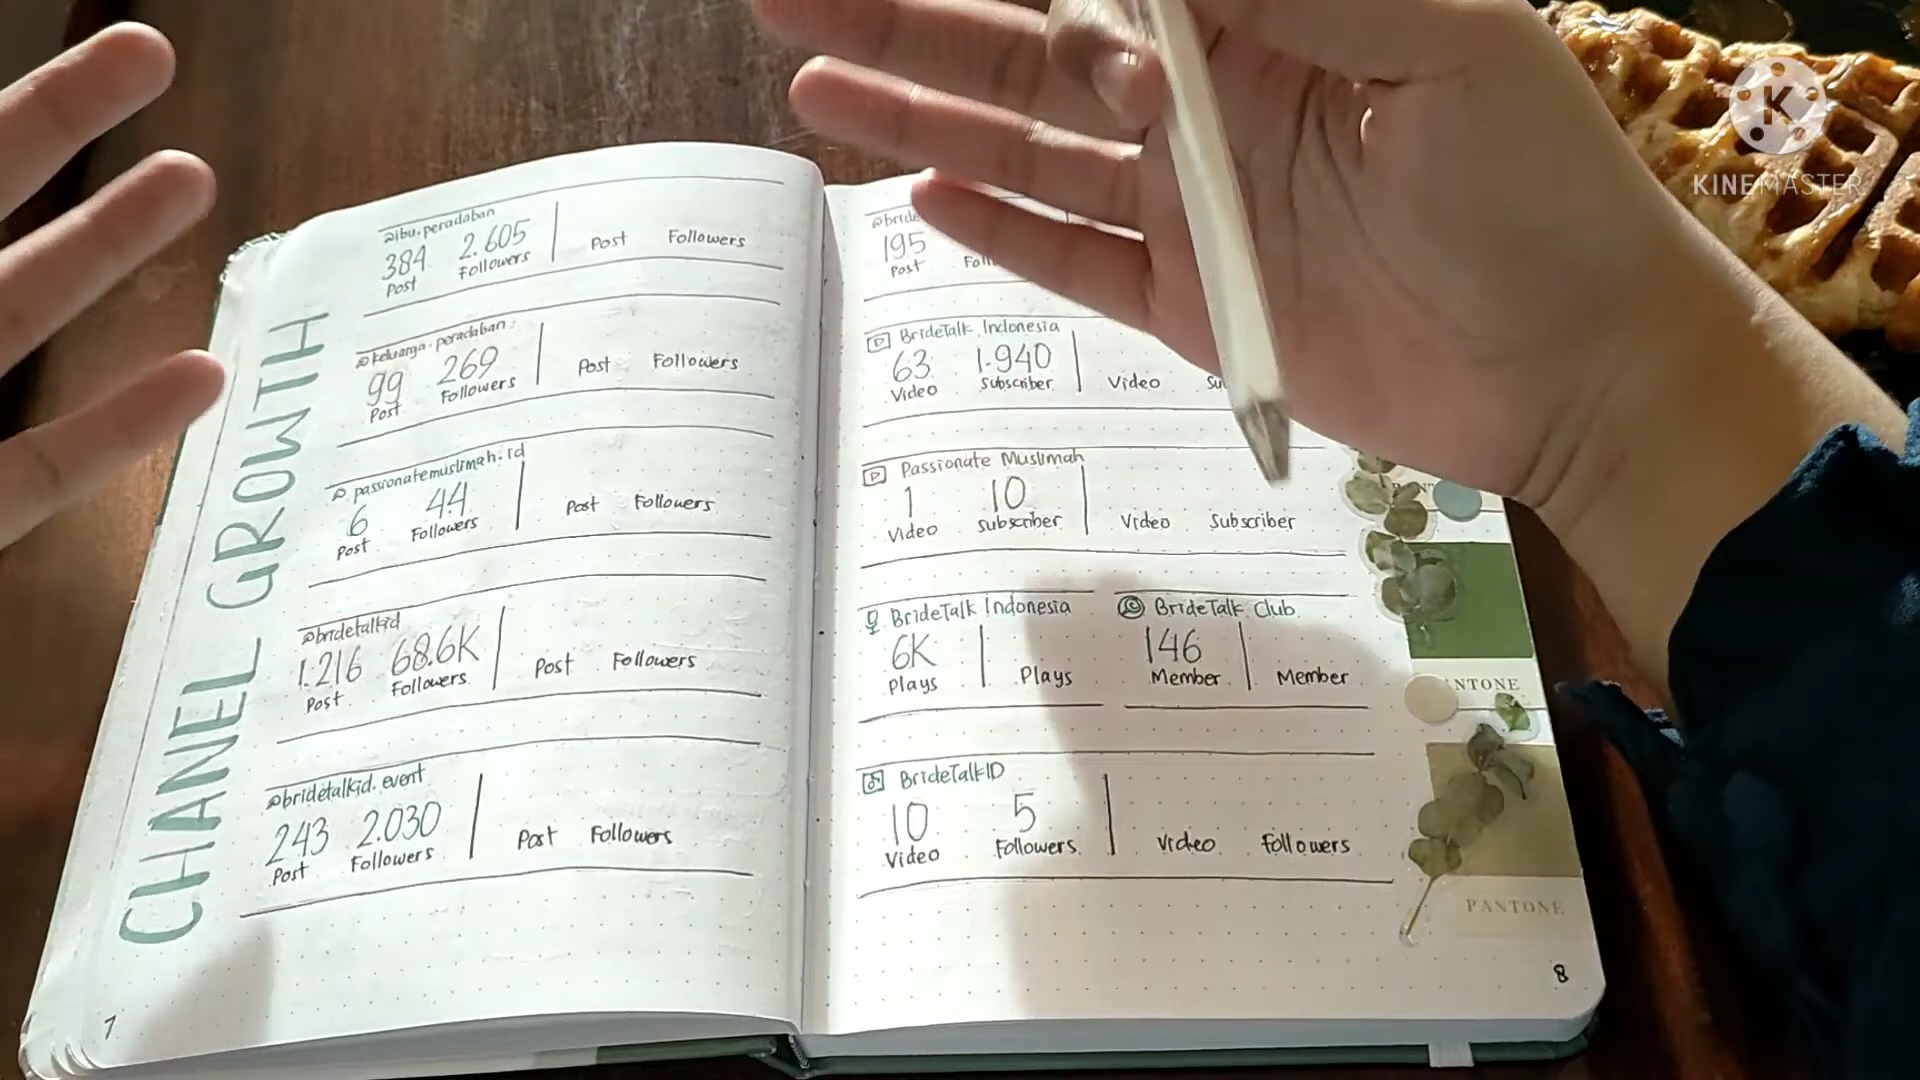 CHANNEL GROWTH
@ibu.peradaban
384 2.605
Post Followers Post Followers
@keluarga.peradaban
99 269
Post Followers Post Followers
@passionatemuslimah.id
6 44
Post Followers Post Followers
@bridetalkid
1.216 68.6K
Post Followers Post Followers
@bridetalkid.event
243 2.030
Post Followers Post Followers
7
195
Post
BrideTalk Indonesia
63 1.940
Video Subscriber Video
Passionate Muslimah
1 10
Video Subscriber Video Subscriber
BrideTalk Indonesia
6K
Plays Plays
BrideTalk Club
146
Member Member
BrideTalkID
10 5
Video Followers Video Followers
PANTONE
8
KINEMASTER